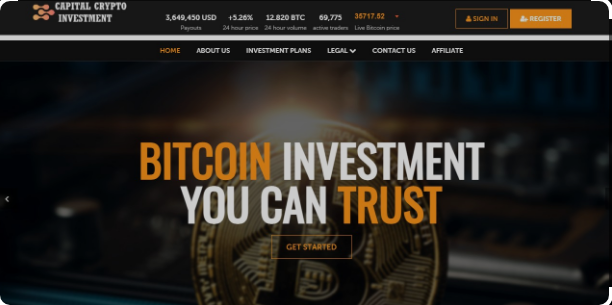 CAPITAL CRYPTO
INVESTMENT
3,649,450 USD +5.26% 12.820 BTC 69,775 35717.52
Payouts 24 hour price 24 hour volume active traders Live Bitcoin price
SIGN IN
REGISTER
HOME ABOUT US INVESTMENT PLANS LEGAL CONTACT US AFFILIATE
BITCOIN INVESTMENT
YOU CAN TRUST
GET STARTED